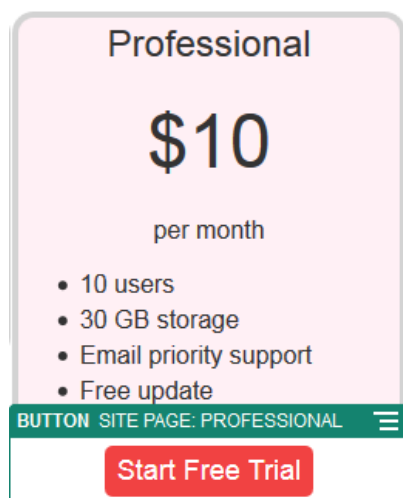 Professional
$10
per month
• 10 users
• 30 GB storage
• Email priority support
• Free update
BUTTON SITE PAGE: PROFESSIONAL
Start Free Trial